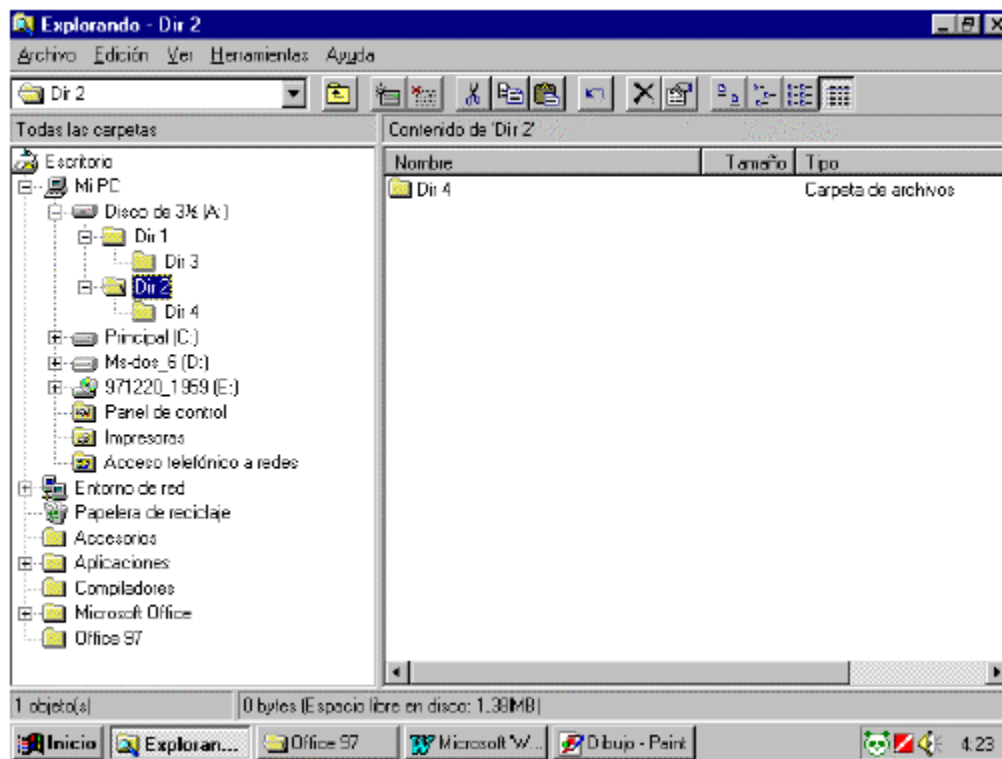 Explorando - Dir 2
Archivo Edición Ver Herramientas Ayuda
Dir 2
Todas las carpetas
Contenido de 'Dir 2'
Escritorio
Mi PC
Disco de 3½ (A:)
Dir 1
Dir 3
Dir 2
Dir 4
Principal (C:)
Ms-dos_6 (D:)
971220_1959 (E:)
Panel de control
Impresoras
Acceso telefónico a redes
Entorno de red
Papelera de reciclaje
Accesorios
Aplicaciones
Compiladores
Microsoft Office
Office 97
Nombre Tamaño Tipo
Dir 4 Carpeta de archivos
1 objeto(s) 0 bytes (Espacio libre en disco: 1.38MB)
Inicio Exploran... Office 97 Microsoft W... Dibujo - Paint 4:23